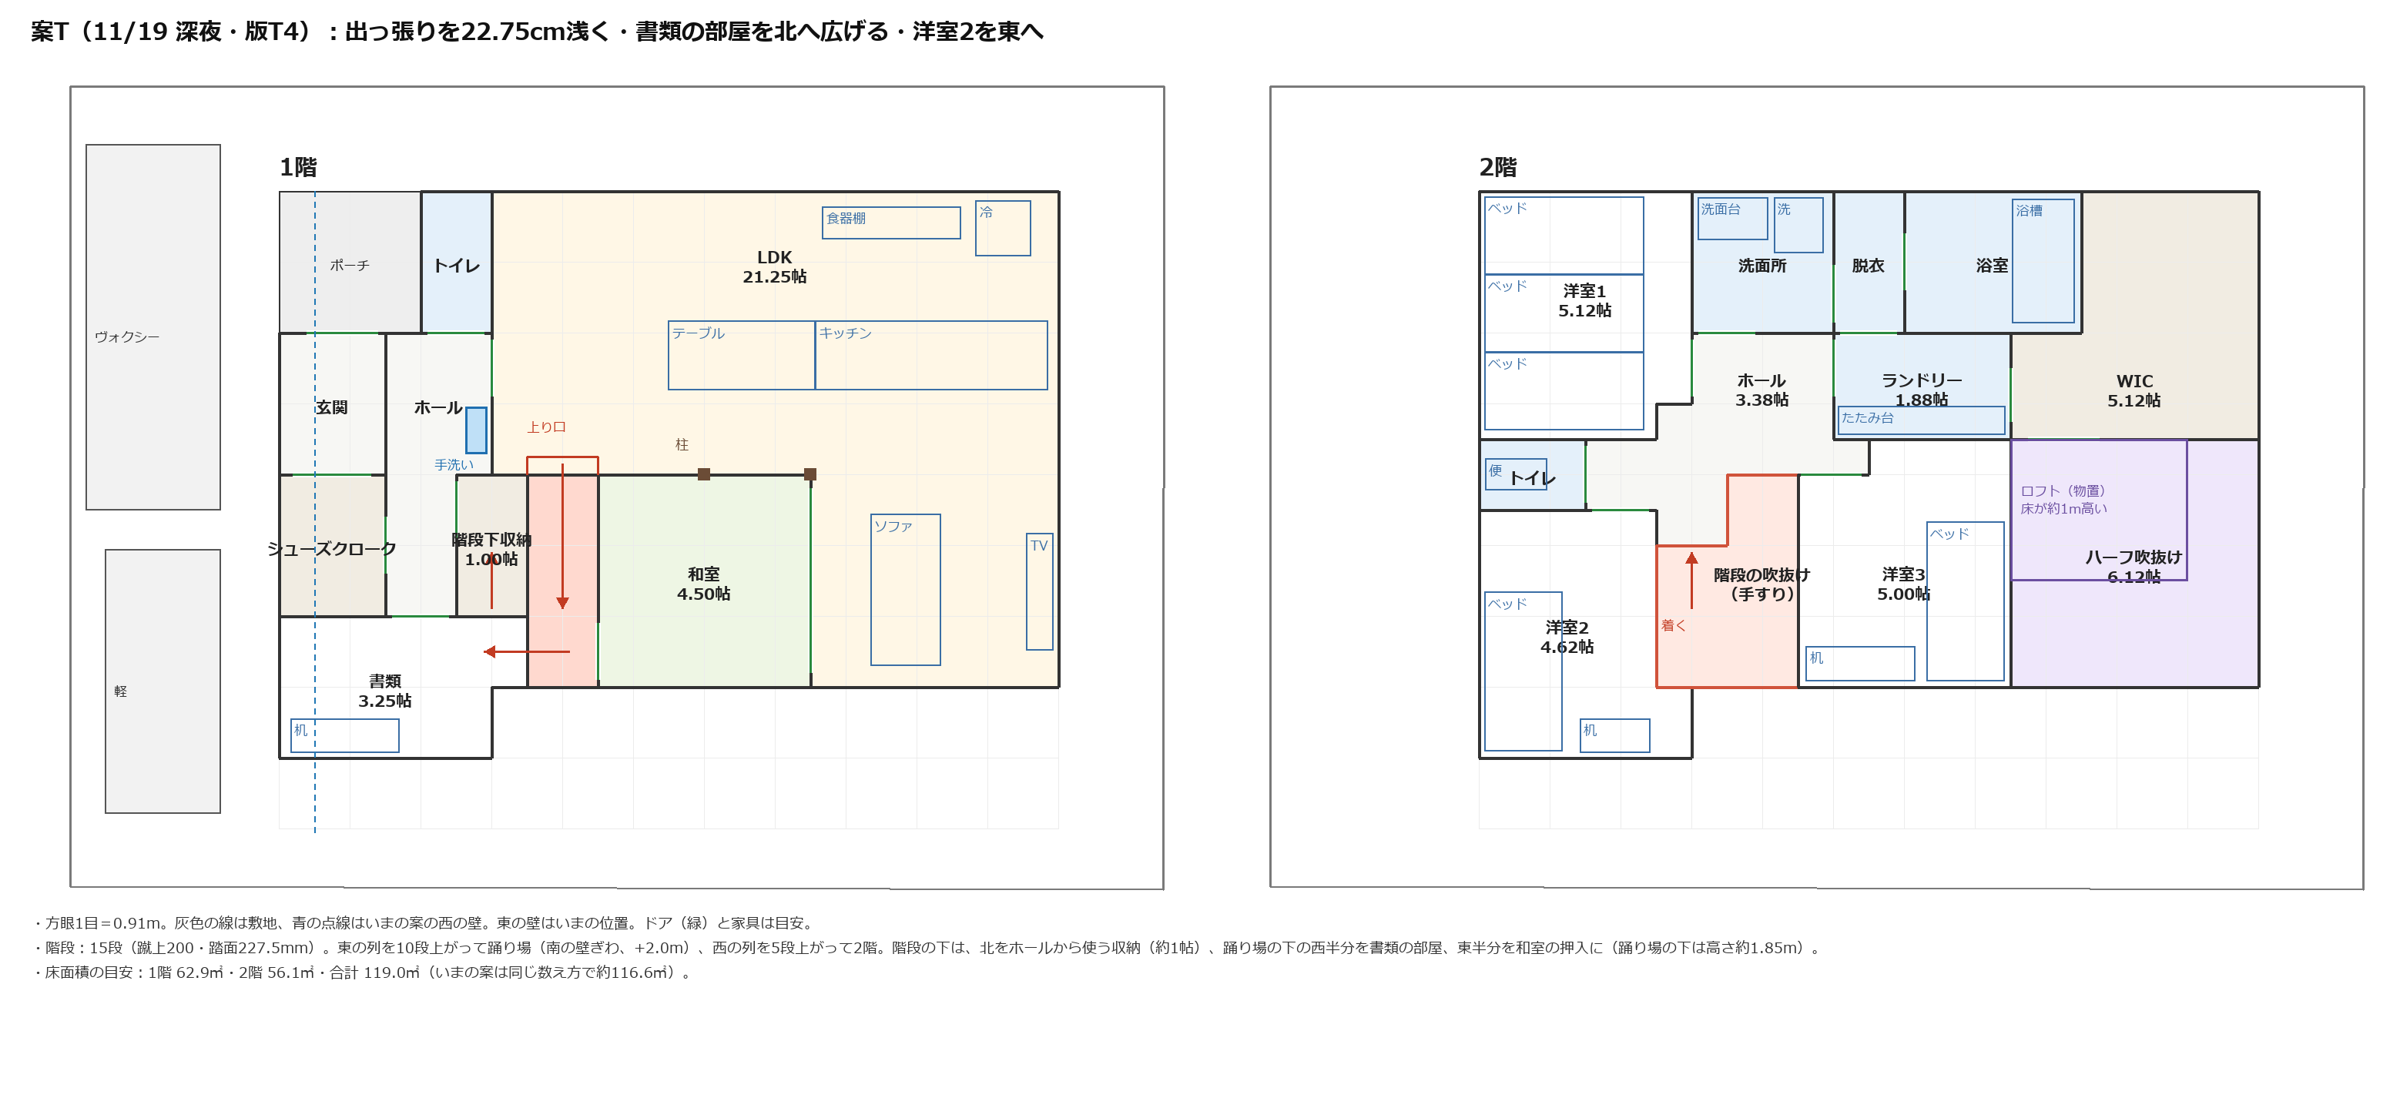 案T（11/19 深夜・版T4）：出っ張りを22.75cm浅く・書類の部屋を北へ広げる・洋室2を東へ
1階
ヴォクシー
軽
ポーチ
トイレ
食器棚
冷
LDK
21.25帖
テーブル
キッチン
玄関
ホール
手洗い
上り口
柱
シューズクローク
階段下収納
1.00帖
和室
4.50帖
ソファ
TV
書類
3.25帖
机
2階
ベッド
ベッド
ベッド
洋室1
5.12帖
洗面台
洗
洗面所
脱衣
浴室
浴槽
ホール
3.38帖
ランドリー
1.88帖
たたみ台
WIC
5.12帖
便
トイレ
ロフト（物置）
床が約1m高い
ハーフ吹抜け
6.12帖
階段の吹抜け
（手すり）
着く
洋室3
5.00帖
ベッド
机
ベッド
洋室2
4.62帖
机
・方眼1目＝0.91m。灰色の線は敷地、青の点線はいまの案の西の壁。東の壁はいまの位置。ドア（緑）と家具は目安。
・階段：15段（蹴上200・踏面227.5mm）。東の列を10段上がって踊り場（南の壁ぎわ、+2.0m）、西の列を5段上がって2階。階段の下は、北をホールから使う収納（約1帖）、踊り場の下の西半分を書類の部屋、東半分を和室の押入に（踊り場の下は高さ約1.85m）。
・床面積の目安：1階 62.9㎡・2階 56.1㎡・合計 119.0㎡（いまの案は同じ数え方で約116.6㎡）。